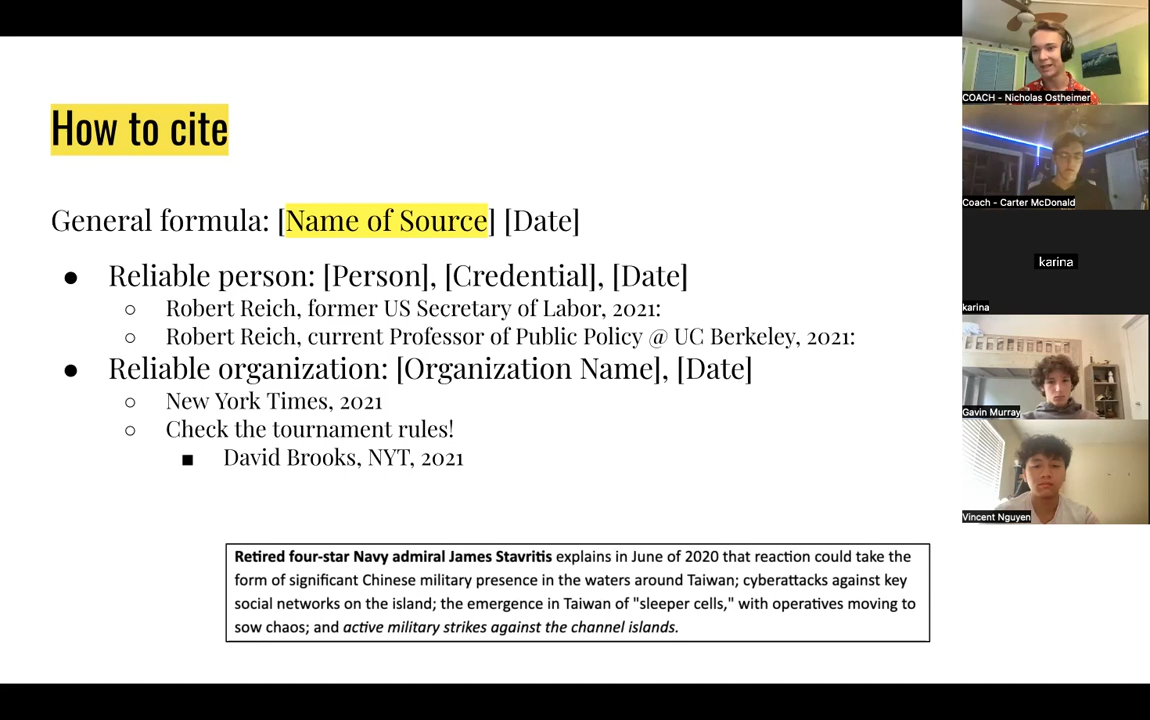 How to cite
General formula: [Name of Source] [Date]
● Reliable person: [Person], [Credential], [Date]
○ Robert Reich, former US Secretary of Labor, 2021:
○ Robert Reich, current Professor of Public Policy @ UC Berkeley, 2021:
● Reliable organization: [Organization Name], [Date]
○ New York Times, 2021
○ Check the tournament rules!
■ David Brooks, NYT, 2021
Retired four-star Navy admiral James Stavritis explains in June of 2020 that reaction could take the
form of significant Chinese military presence in the waters around Taiwan; cyberattacks against key
social networks on the island; the emergence in Taiwan of "sleeper cells," with operatives moving to
sow chaos; and active military strikes against the channel islands.
COACH - Nicholas Ostheimer
Coach - Carter McDonald
karina
karina
Gavin Murray
Vincent Nguyen